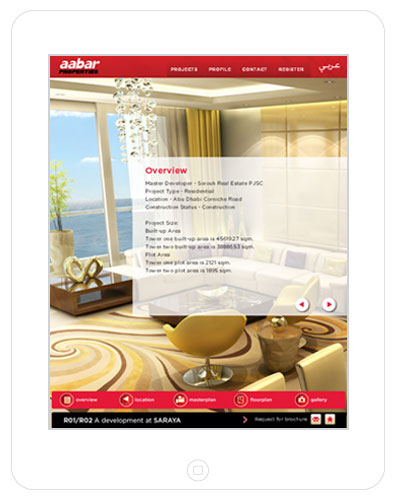 aabar
PROPERTIES
PROJECTS PROFILE CONTACT REGISTER عربي
Overview
Master Developer - Sorouh Real Estate PJSC
Project Type - Residential
Location - Abu Dhabi Corniche Road
Construction Status - Construction
Project Size:
Built-up Area
Tower one built-up area is 45619.27 sqm.
Tower two built-up area is 38886.53 sqm.
Plot Area
Tower one plot area is 2121 sqm.
Tower two plot area is 1895 sqm.
overview location masterplan floorplan gallery
R01/R02 A development at SARAYA Request for brochure